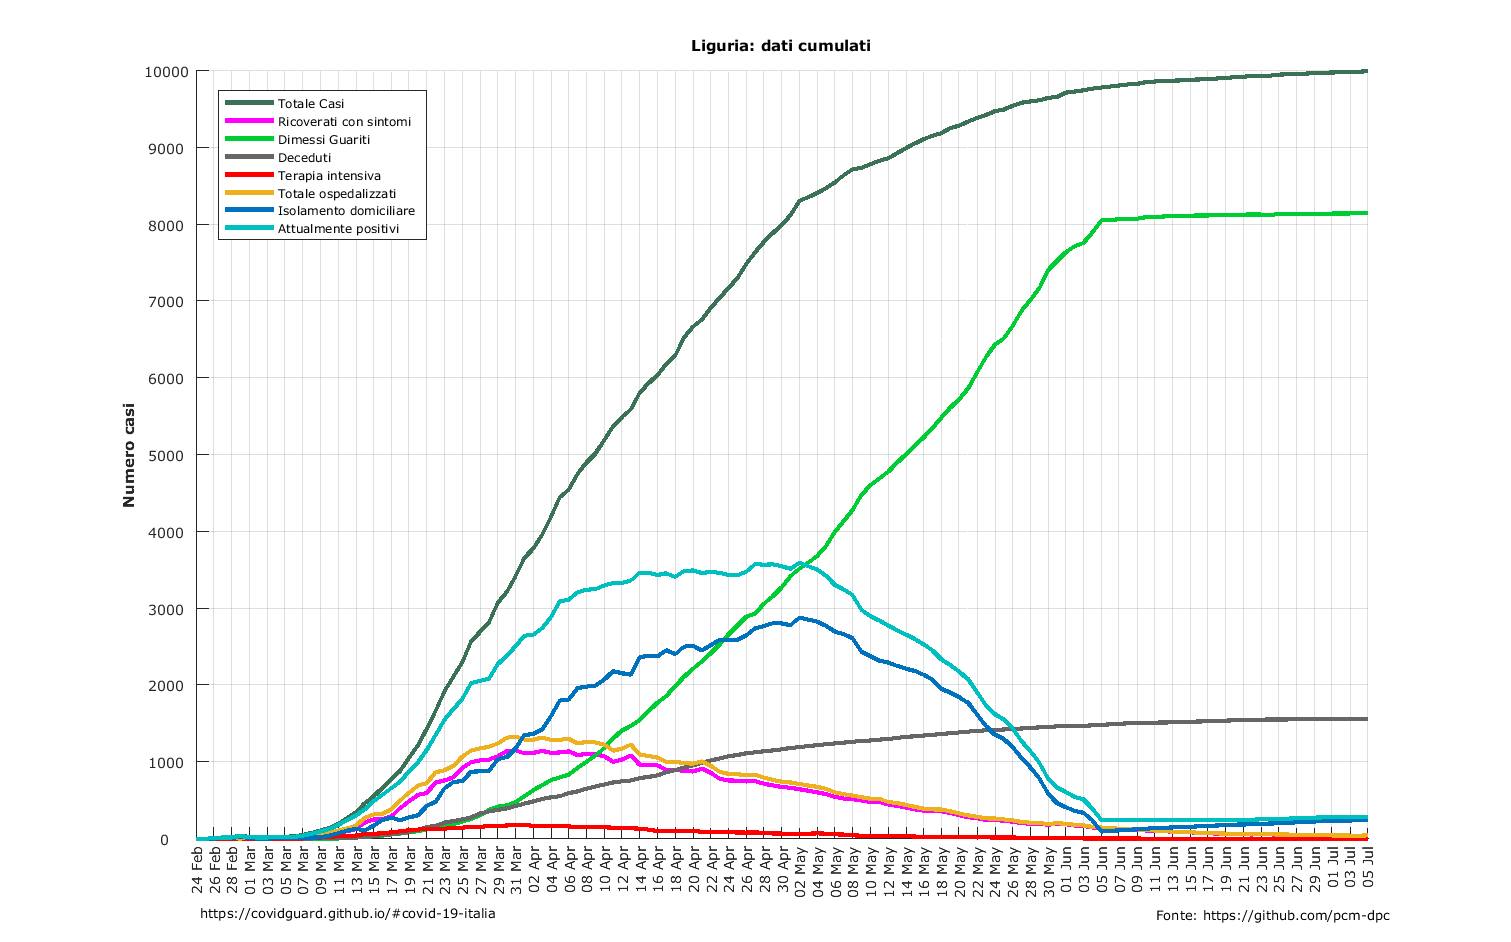 Liguria: dati cumulati
10000
9000
8000
7000
6000
5000
4000
3000
2000
1000
0
Numero casi
Totale Casi
Ricoverati con sintomi
Dimessi Guariti
Deceduti
Terapia intensiva
Totale ospedalizzati
Isolamento domiciliare
Attualmente positivi
24 Feb
26 Feb
28 Feb
01 Mar
03 Mar
05 Mar
07 Mar
09 Mar
11 Mar
13 Mar
15 Mar
17 Mar
19 Mar
21 Mar
23 Mar
25 Mar
27 Mar
29 Mar
31 Mar
02 Apr
04 Apr
06 Apr
08 Apr
10 Apr
12 Apr
14 Apr
16 Apr
18 Apr
20 Apr
22 Apr
24 Apr
26 Apr
28 Apr
30 Apr
02 May
04 May
06 May
08 May
10 May
12 May
14 May
16 May
18 May
20 May
22 May
24 May
26 May
28 May
30 May
01 Jun
03 Jun
05 Jun
07 Jun
09 Jun
11 Jun
13 Jun
15 Jun
17 Jun
19 Jun
21 Jun
23 Jun
25 Jun
27 Jun
29 Jun
01 Jul
03 Jul
05 Jul
https://covidguard.github.io/#covid-19-italia
Fonte: https://github.com/pcm-dpc